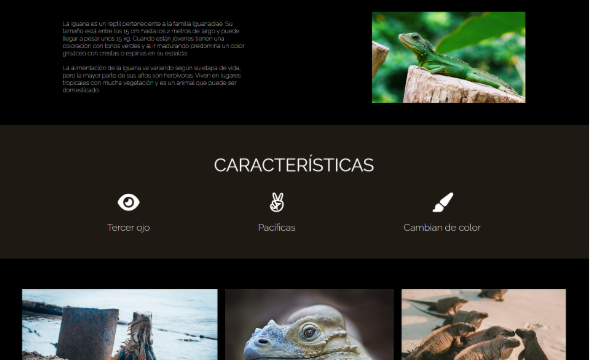 La iguana es un reptil perteneciente a la familia Iguanadiae. Su
tamaño está entre los 15 cm hasta los 2 metros de largo y puede
llegar a pesar unos 15 kg. Cuando están jóvenes tienen una
coloración con tonos verdes y al ir madurando predomina un color
grisáceo con crestas o espinas en su espalda.
La alimentación de la iguana va variando según su etapa de vida,
pero la mayor parte de sus años son herbívoras. Viven en lugares
tropicales con mucha vegetación y es un animal que puede ser
domesticado.
CARACTERÍSTICAS
Tercer ojo
Pacíficas
Cambian de color